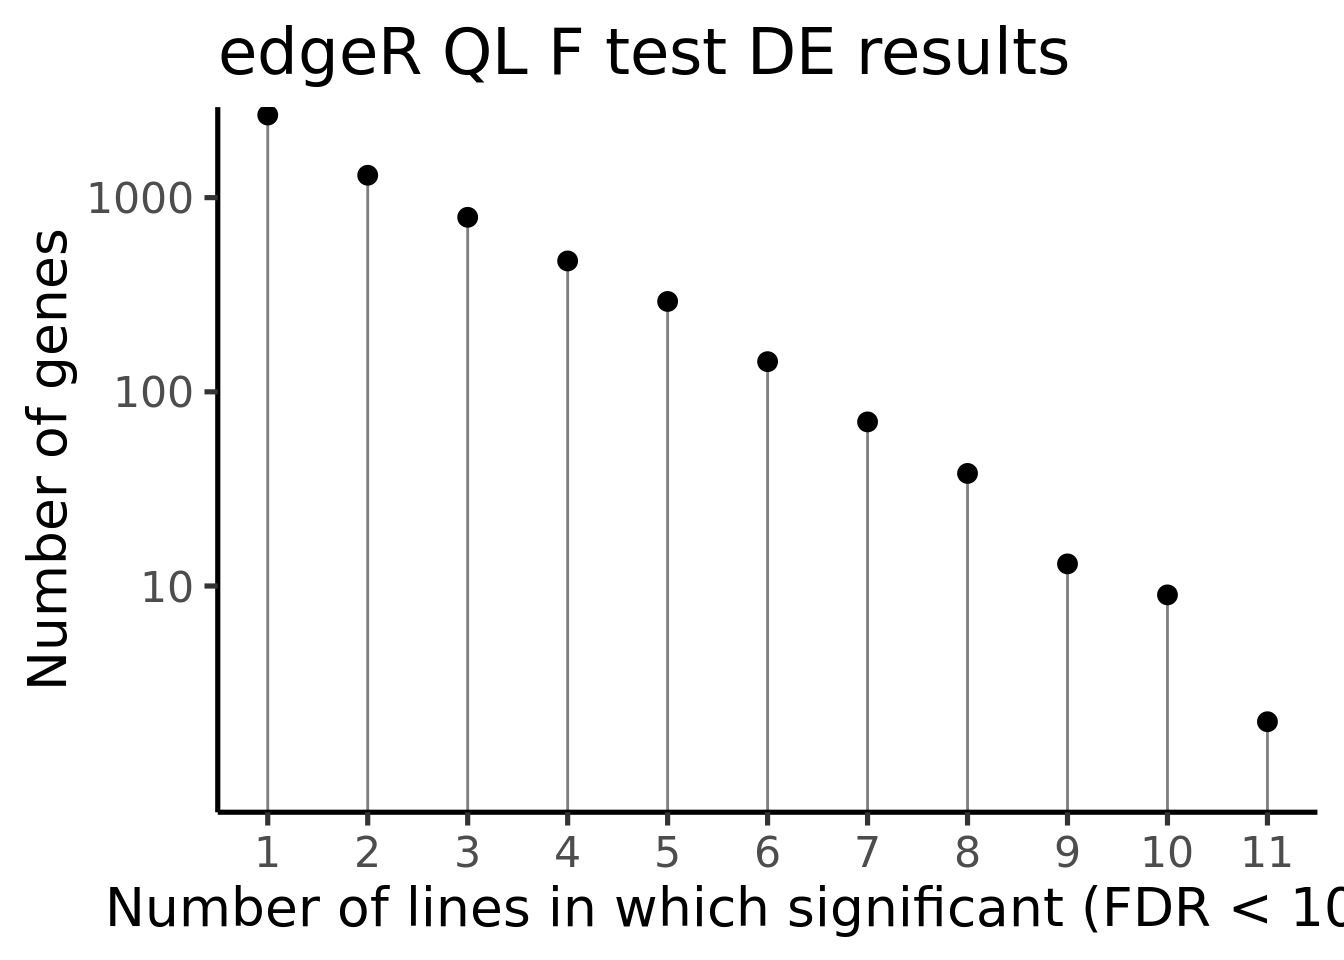 edgeR QL F test DE results
1000
100
10
Number of genes
1 2 3 4 5 6 7 8 9 10 11
Number of lines in which significant (FDR < 10